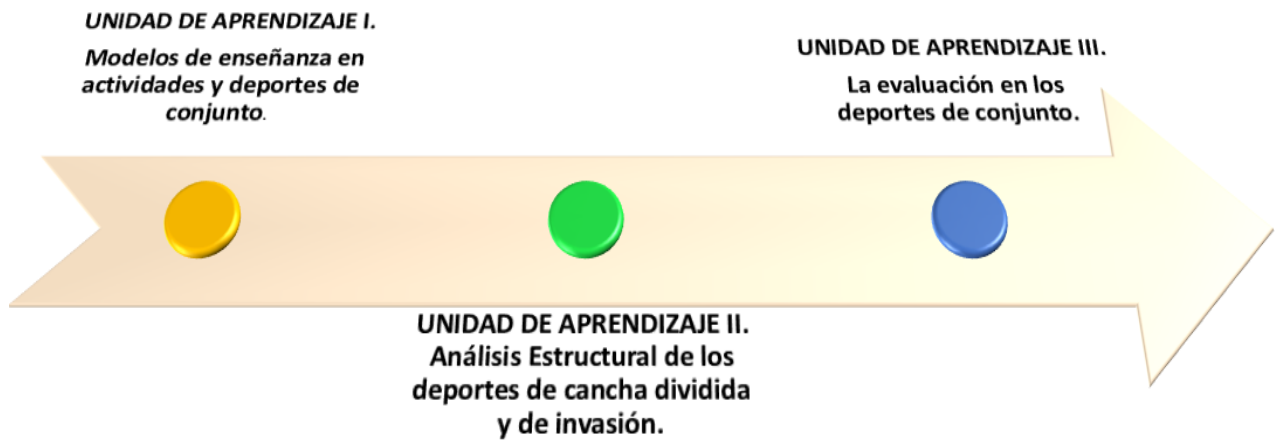 UNIDAD DE APRENDIZAJE I.
Modelos de enseñanza en
actividades y deportes de
conjunto.
UNIDAD DE APRENDIZAJE II.
Análisis Estructural de los
deportes de cancha dividida
y de invasión.
UNIDAD DE APRENDIZAJE III.
La evaluación en los
deportes de conjunto.